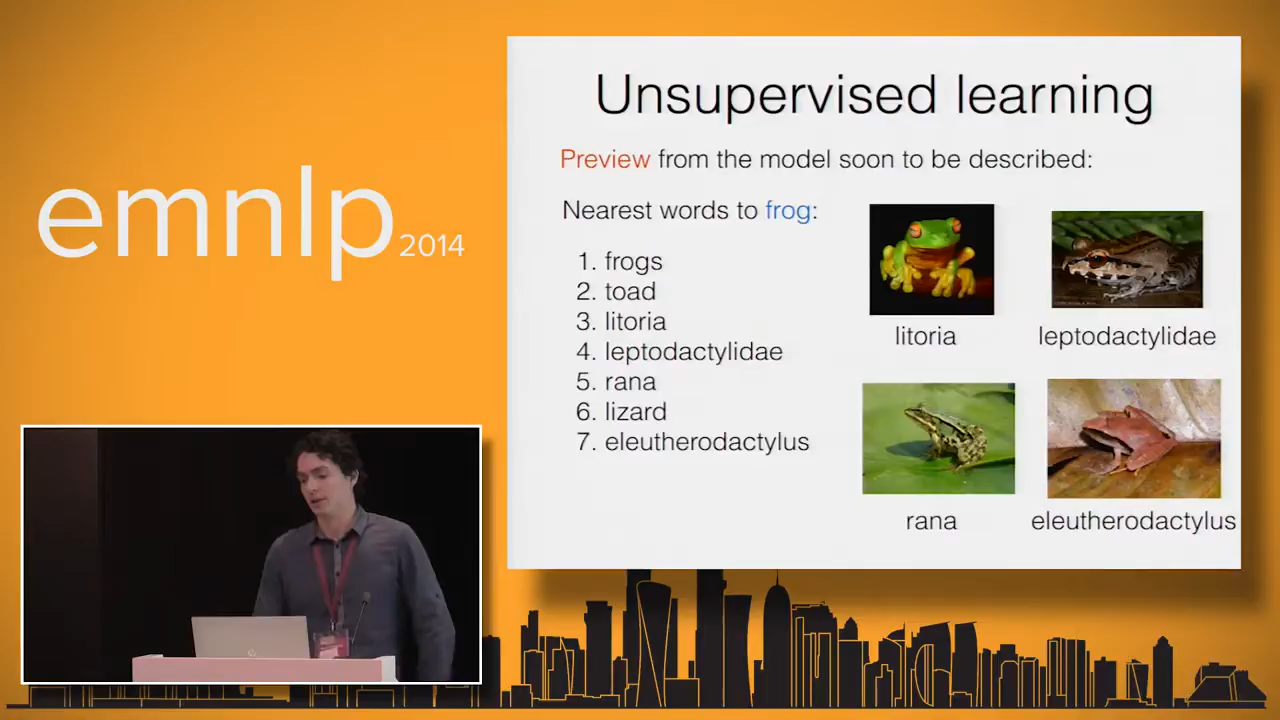 emnlp 2014
Unsupervised learning
Preview from the model soon to be described:
Nearest words to frog:
1. frogs
2. toad
3. litoria
4. leptodactylidae
5. rana
6. lizard
7. eleutherodactylus
litoria
leptodactylidae
rana
eleutherodactylus